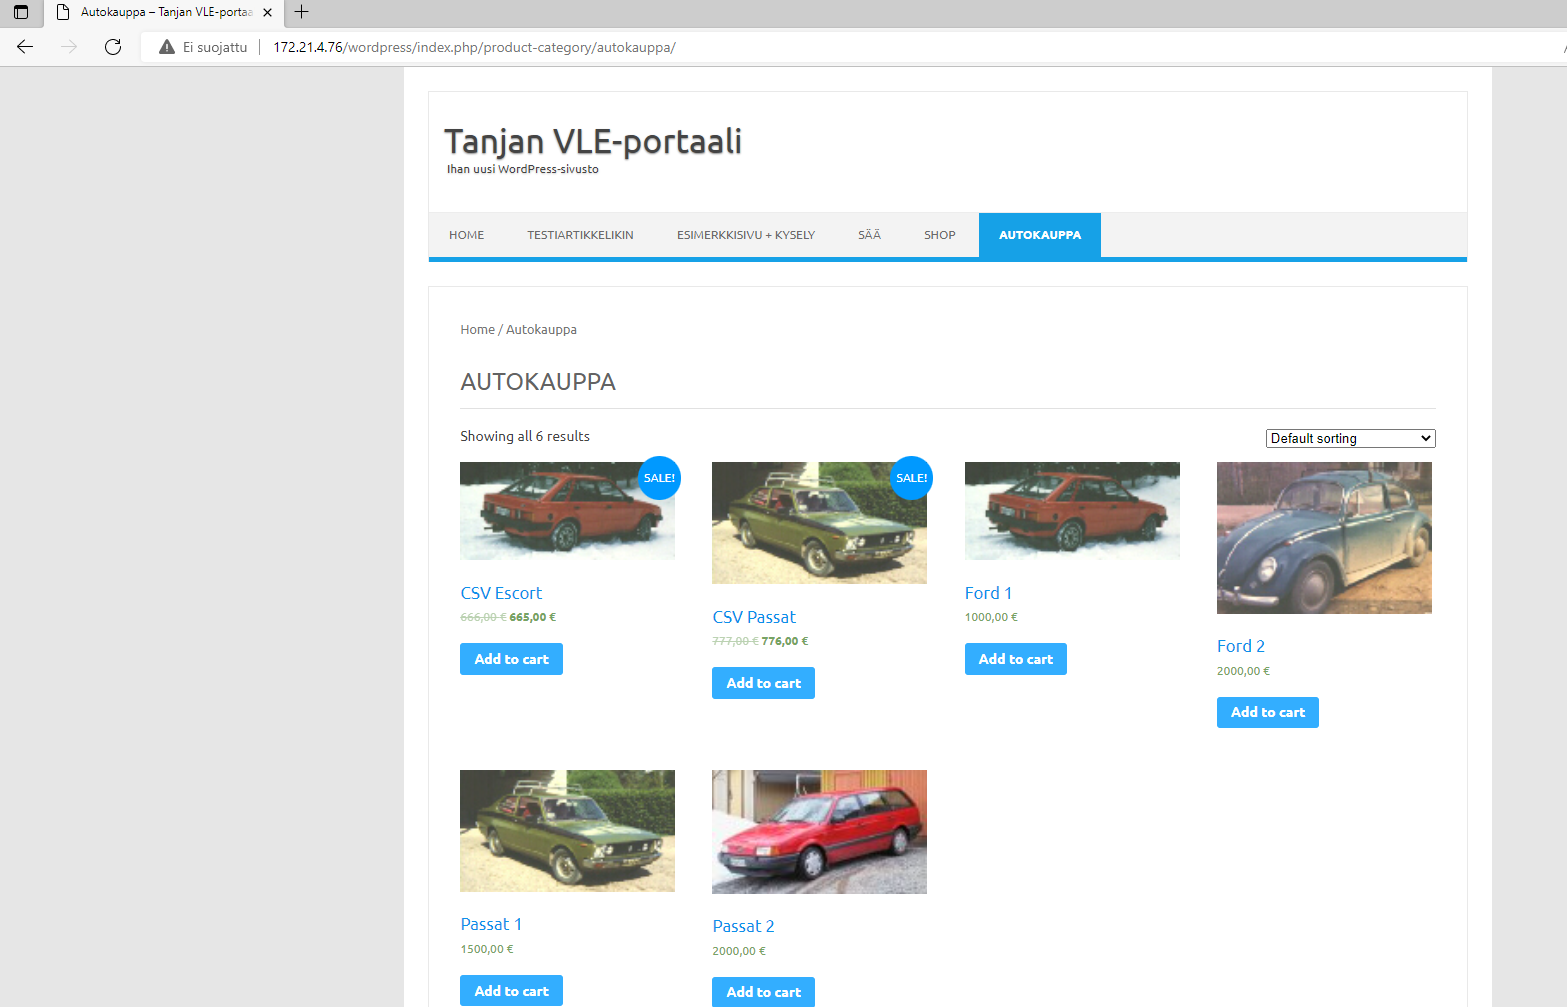 Autokauppa – Tanjan VLE-portaa
Ei suojattu
172.21.4.76/wordpress/index.php/product-category/autokauppa/
Tanjan VLE-portaali
Ihan uusi WordPress-sivusto
HOME TESTIARTIKKELIKIN ESIMERKKISIVU + KYSELY SÄÄ SHOP AUTOKAUPPA
Home / Autokauppa
AUTOKAUPPA
Showing all 6 results
Default sorting
SALE!
CSV Escort
666,00 € 665,00 €
Add to cart
SALE!
CSV Passat
777,00 € 776,00 €
Add to cart
Ford 1
1000,00 €
Add to cart
Ford 2
2000,00 €
Add to cart
Passat 1
1500,00 €
Add to cart
Passat 2
2000,00 €
Add to cart